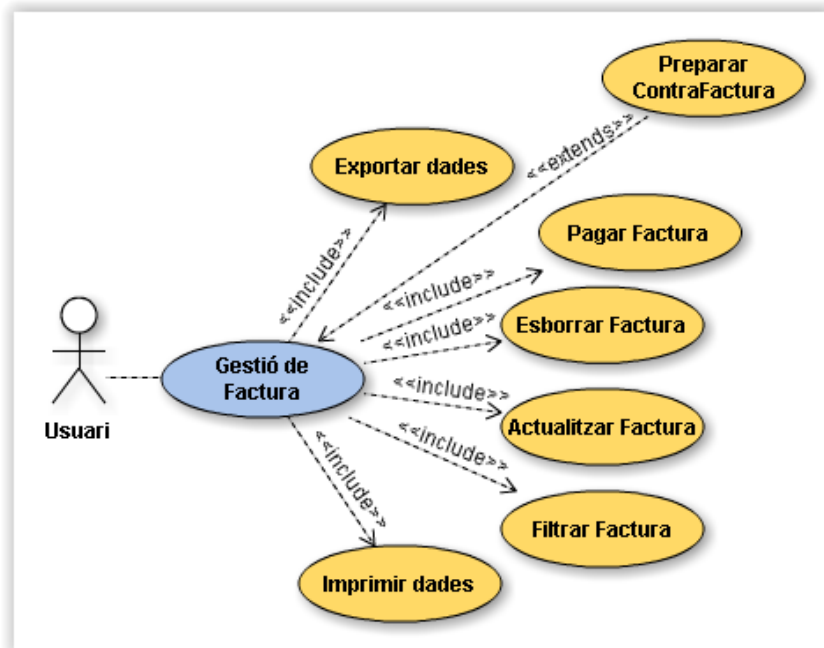 Preparar
ContraFactura
<<extends>>
Exportar dades
<<include>>
Pagar Factura
<<include>>
Esborrar Factura
<<include>>
Gestió de
Factura
Usuari
<<include>>
Actualitzar Factura
<<include>>
Filtrar Factura
<<include>>
Imprimir dades